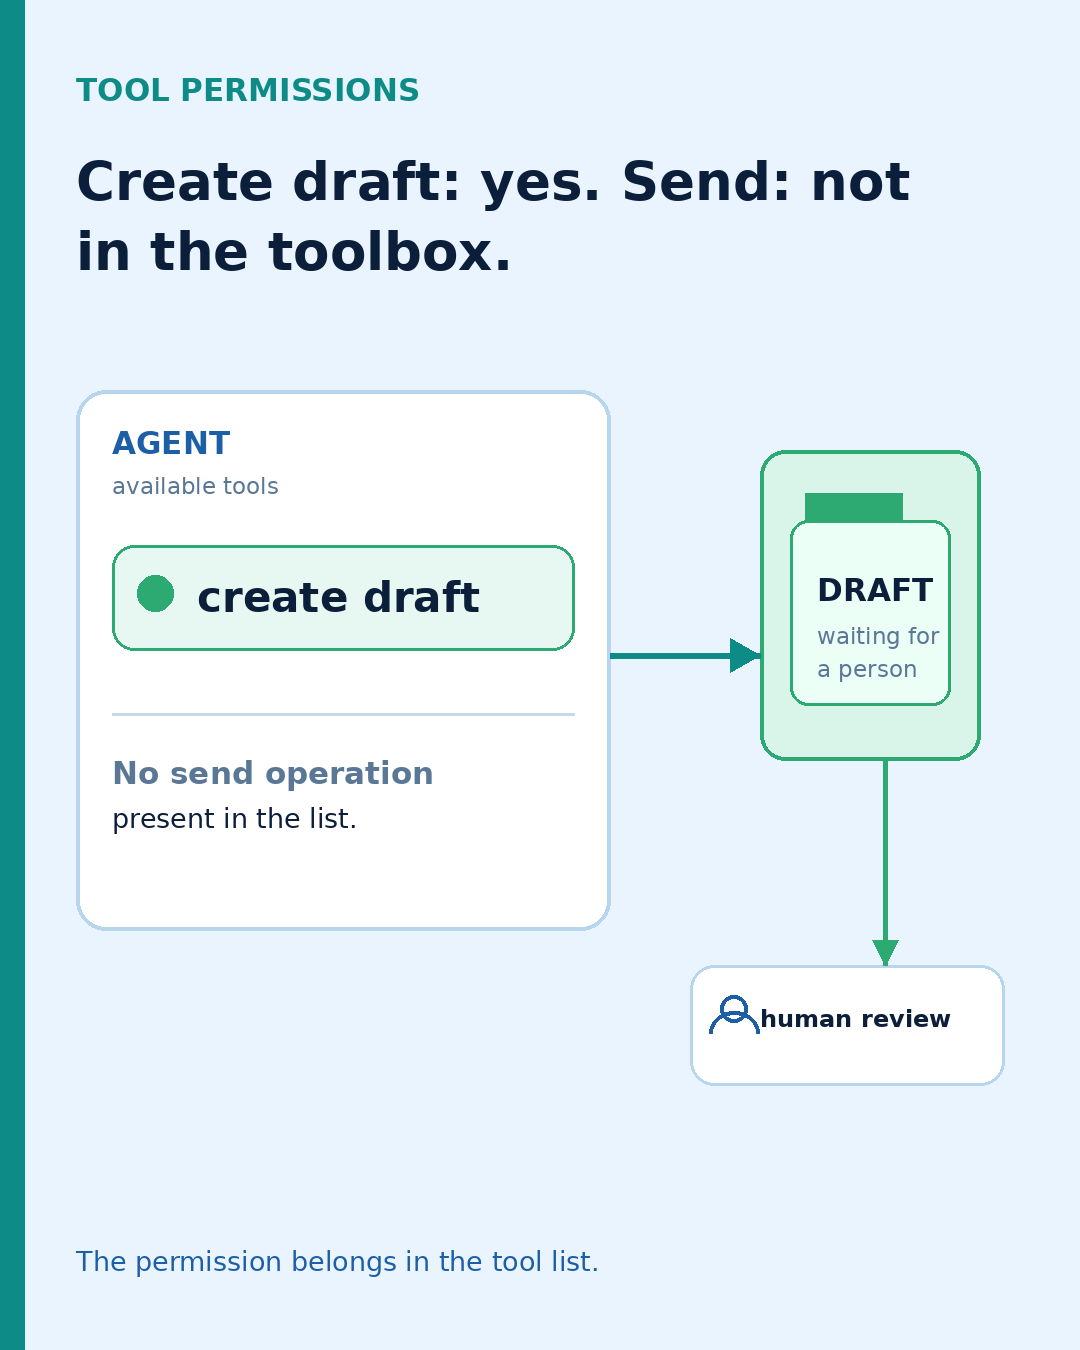 TOOL PERMISSIONS
Create draft: yes. Send: not
in the toolbox.
AGENT
available tools
create draft
No send operation
present in the list.
DRAFT
waiting for
a person
human review
The permission belongs in the tool list.